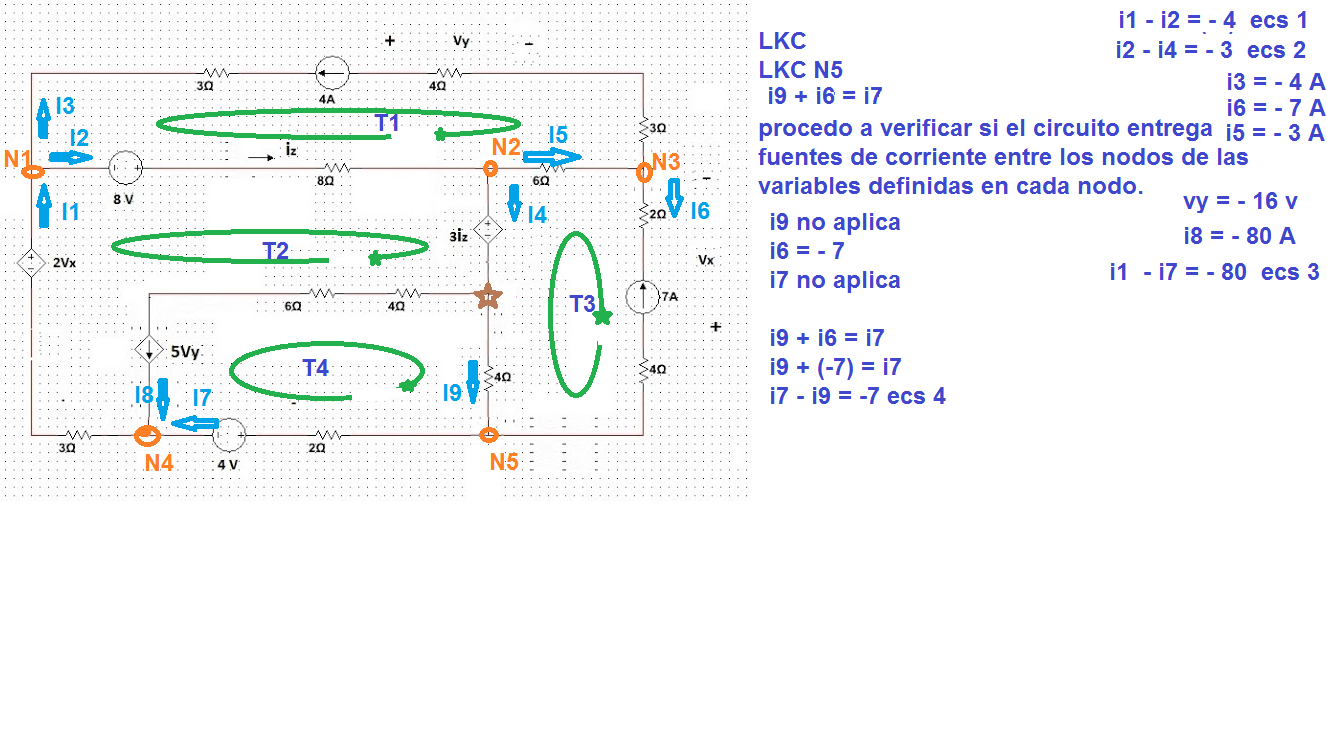 + Vy -
3Ω
4A
4Ω
I3
T1
3Ω
I2
iz
N2
I5
N1
N3
8Ω
6Ω
8 V
I1
I4
2Ω
I6
-
3iz
T2
2Vx
Vx
6Ω
4Ω
T3
7A
+
5Vy
T4
4Ω
4Ω
I8
I7
I9
3Ω
4 V
2Ω
N4
N5
LKC
LKC N5
i9 + i6 = i7
procedo a verificar si el circuito entrega
fuentes de corriente entre los nodos de las
variables definidas en cada nodo.
i9 no aplica
i6 = - 7
i7 no aplica
i9 + i6 = i7
i9 + (-7) = i7
i7 - i9 = -7 ecs 4
i1 - i2 = - 4 ecs 1
i2 - i4 = - 3 ecs 2
i3 = - 4 A
i6 = - 7 A
i5 = - 3 A
vy = - 16 v
i8 = - 80 A
i1 - i7 = - 80 ecs 3